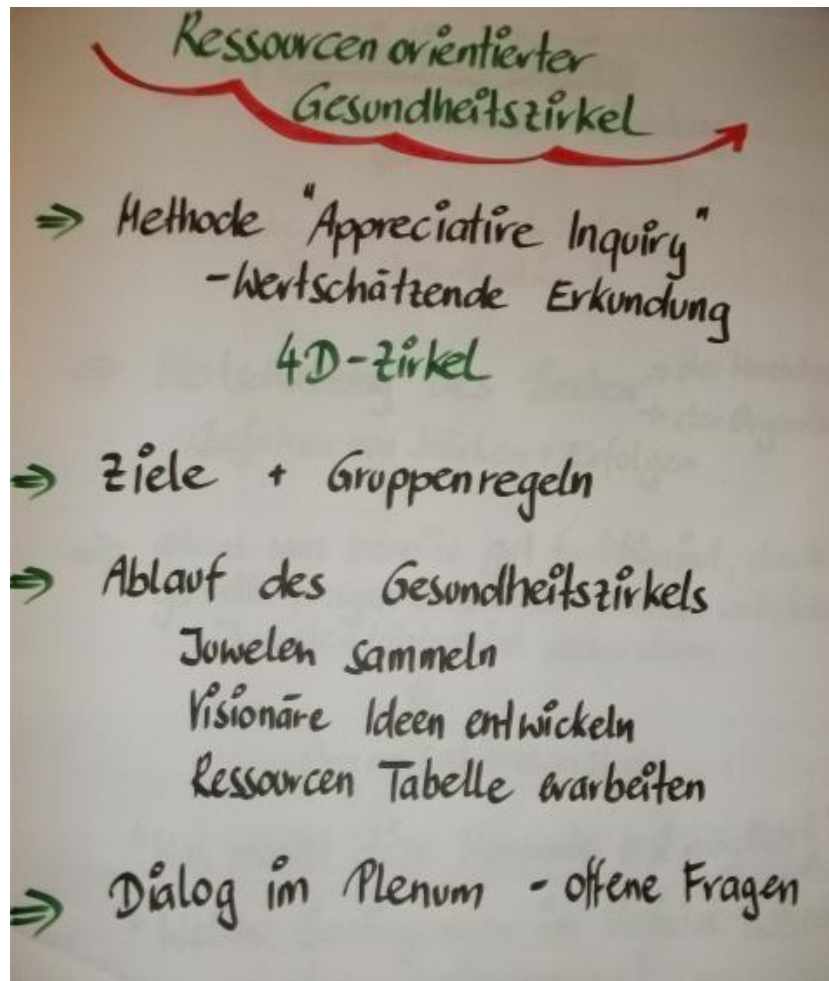 Ressourcen orientierter
Gesundheitszirkel
⇒ Methode "Appreciative Inquiry"
- Wertschätzende Erkundung
4D-Zirkel
⇒ Ziele + Gruppenregeln
⇒ Ablauf des Gesundheitszirkels
Juwelen sammeln
Visionäre Ideen entwickeln
Ressourcen Tabelle erarbeiten
⇒ Dialog im Plenum - offene Fragen